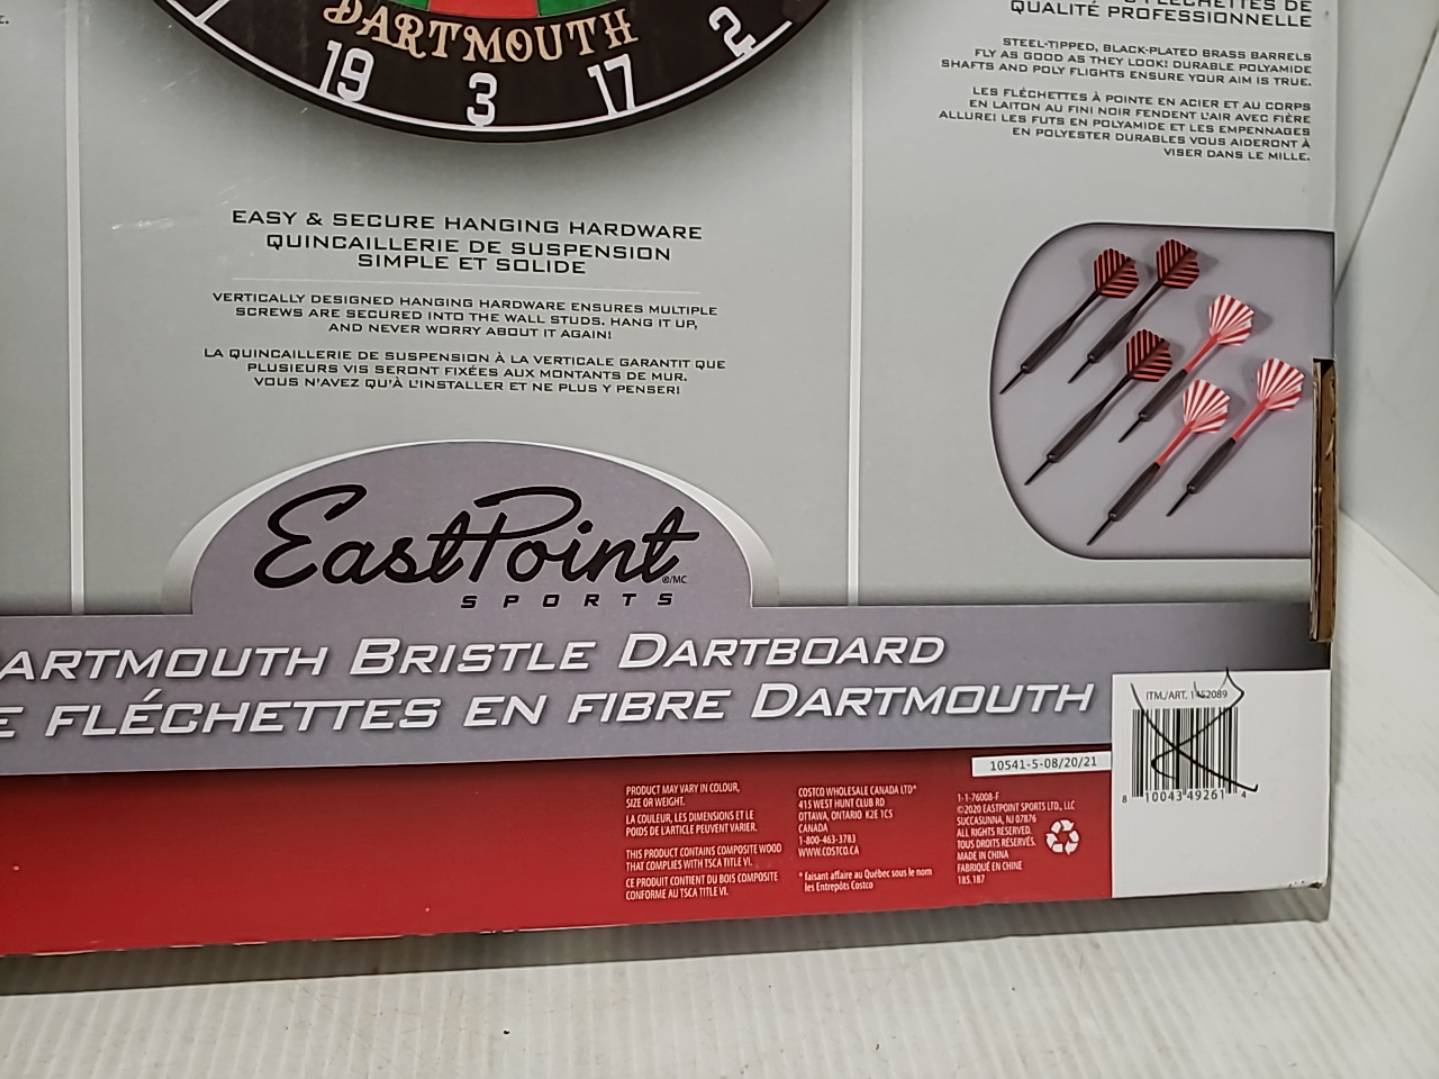 DARTMOUTH
19 3 17 2
QUALITÉ PROFESSIONNELLE
STEEL-TIPPED, BLACK-PLATED BRASS BARRELS
FLY AS GOOD AS THEY LOOK! DURABLE POLYAMIDE
SHAFTS AND POLY FLIGHTS ENSURE YOUR AIM IS TRUE.
LES FLÉCHETTES À POINTE EN ACIER ET AU CORPS
EN LAITON AU FINI NOIR FENDENT L'AIR AVEC FIÈRE
ALLURE! LES FUTS EN POLYAMIDE ET LES EMPENNAGES
EN POLYESTER DURABLES VOUS AIDERONT À
VISER DANS LE MILLE.
EASY & SECURE HANGING HARDWARE
QUINCAILLERIE DE SUSPENSION
SIMPLE ET SOLIDE
VERTICALLY DESIGNED HANGING HARDWARE ENSURES MULTIPLE
SCREWS ARE SECURED INTO THE WALL STUDS. HANG IT UP,
AND NEVER WORRY ABOUT IT AGAIN!
LA QUINCAILLERIE DE SUSPENSION À LA VERTICALE GARANTIT QUE
PLUSIEURS VIS SERONT FIXÉES AUX MONTANTS DE MUR.
VOUS N'AVEZ QU'À L'INSTALLER ET NE PLUS Y PENSER!
EastPoint
®/MC
SPORTS
ARTMOUTH BRISTLE DARTBOARD
E FLÉCHETTES EN FIBRE DARTMOUTH
ITM./ART. 1452089
10541-5-08/20/21
8 10043 49261 4
PRODUCT MAY VARY IN COLOUR,
SIZE OR WEIGHT.
LA COULEUR, LES DIMENSIONS ET LE
POIDS DE L'ARTICLE PEUVENT VARIER.
THIS PRODUCT CONTAINS COMPOSITE WOOD
THAT COMPLIES WITH TSCA TITLE VI.
CE PRODUIT CONTIENT DU BOIS COMPOSITE
CONFORME AU TSCA TITLE VI.
COSTCO WHOLESALE CANADA LTD*
415 WEST HUNT CLUB RD
OTTAWA, ONTARIO K2E 1C5
CANADA
1-800-463-3783
WWW.COSTCO.CA
* faisant affaire au Québec sous le nom
les Entrepôts Costco
1-1-76008-F
©2020 EASTPOINT SPORTS LTD., LLC
SUCCASUNNA, NJ 07876
ALL RIGHTS RESERVED.
TOUS DROITS RÉSERVÉS.
MADE IN CHINA
FABRIQUÉ EN CHINE
185.187